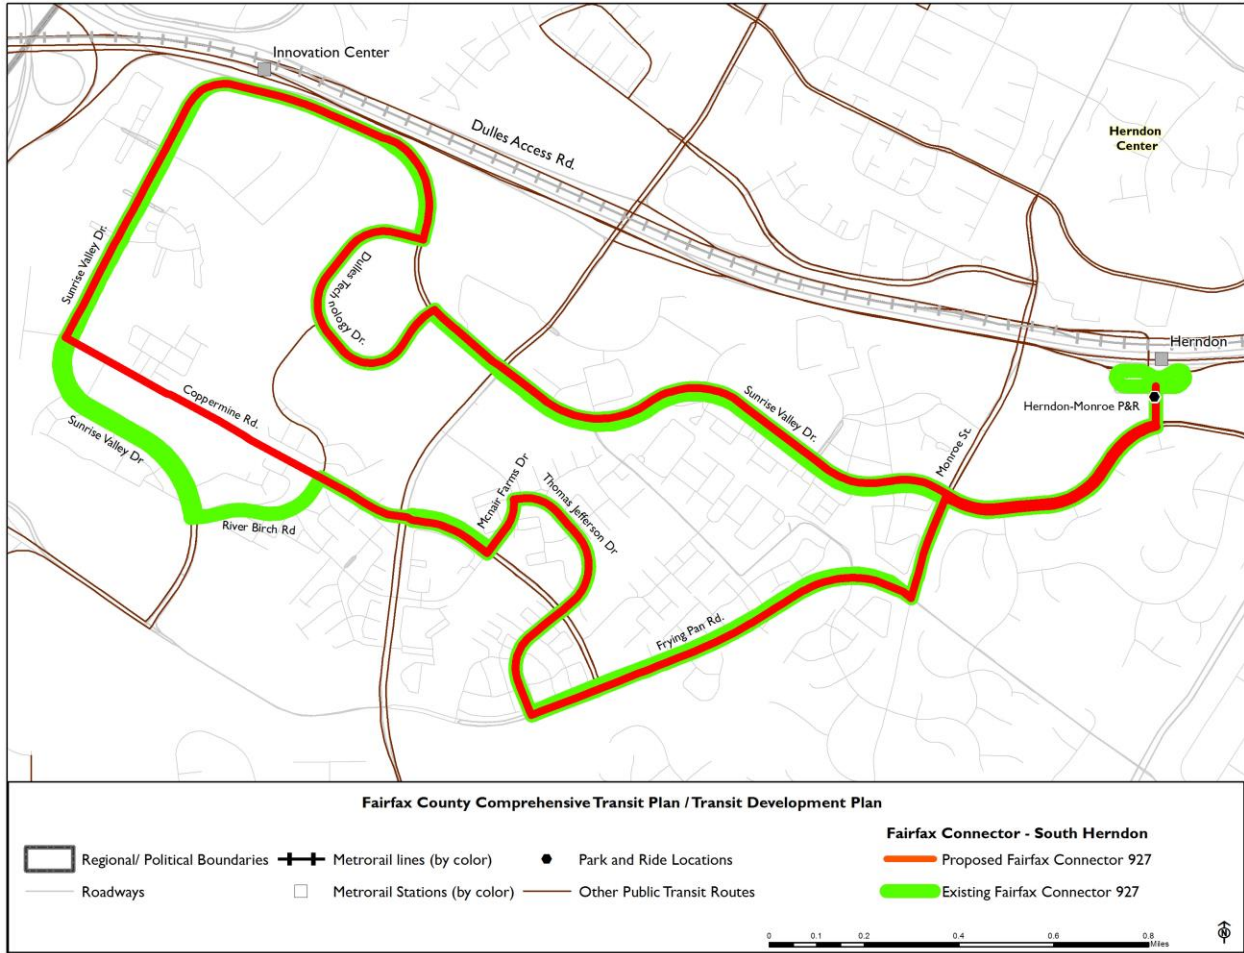 Innovation Center
Dulles Access Rd.
Herndon
Center
Sunrise Valley Dr.
Dulles Tech
nology Dr.
Herndon
Herndon-Monroe P&R
Coppermine Rd.
Sunrise Valley Dr.
Monroe St.
Sunrise Valley Dr
River Birch Rd
Mcnair Farms Dr
Thomas Jefferson Dr
Frying Pan Rd.
Fairfax County Comprehensive Transit Plan / Transit Development Plan
Fairfax Connector - South Herndon
Regional/ Political Boundaries
Metrorail lines (by color)
Park and Ride Locations
Proposed Fairfax Connector 927
Roadways
Metrorail Stations (by color)
Other Public Transit Routes
Existing Fairfax Connector 927
0 0.1 0.2 0.4 0.6 0.8
Miles